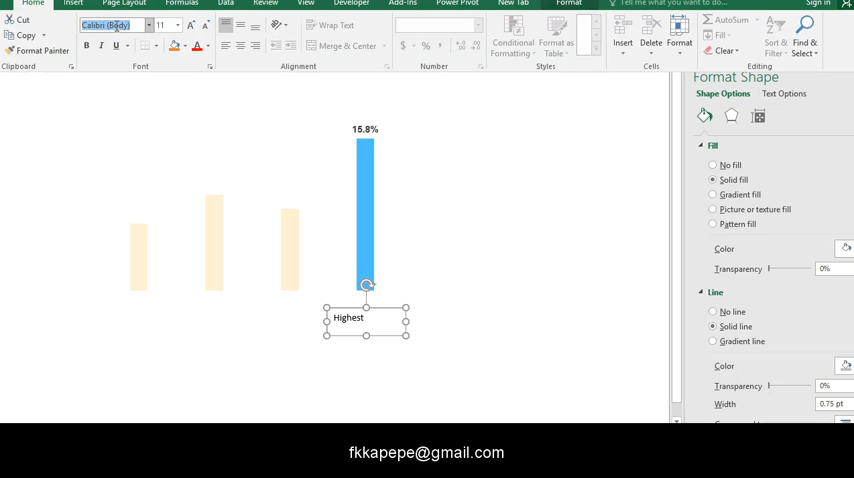 Home Insert Page Layout Formulas Data Review View Developer Add-Ins Power Pivot New Tab Format Tell me what you want to do... Sign in
Cut
Copy
Format Painter
Clipboard
Calibri (Body) 11 A A
B I U A
Font
Wrap Text
Merge & Center
Alignment
$ % ,
Number
Conditional Formatting
Format as Table
Styles
Insert Delete Format
Cells
AutoSum
Fill
Clear
Sort & Filter
Find & Select
Editing
15.8%
Highest
Format Shape
Shape Options Text Options
Fill
No fill
Solid fill
Gradient fill
Picture or texture fill
Pattern fill
Color
Transparency 0%
Line
No line
Solid line
Gradient line
Color
Transparency 0%
Width 0.75 pt
fkkapepe@gmail.com